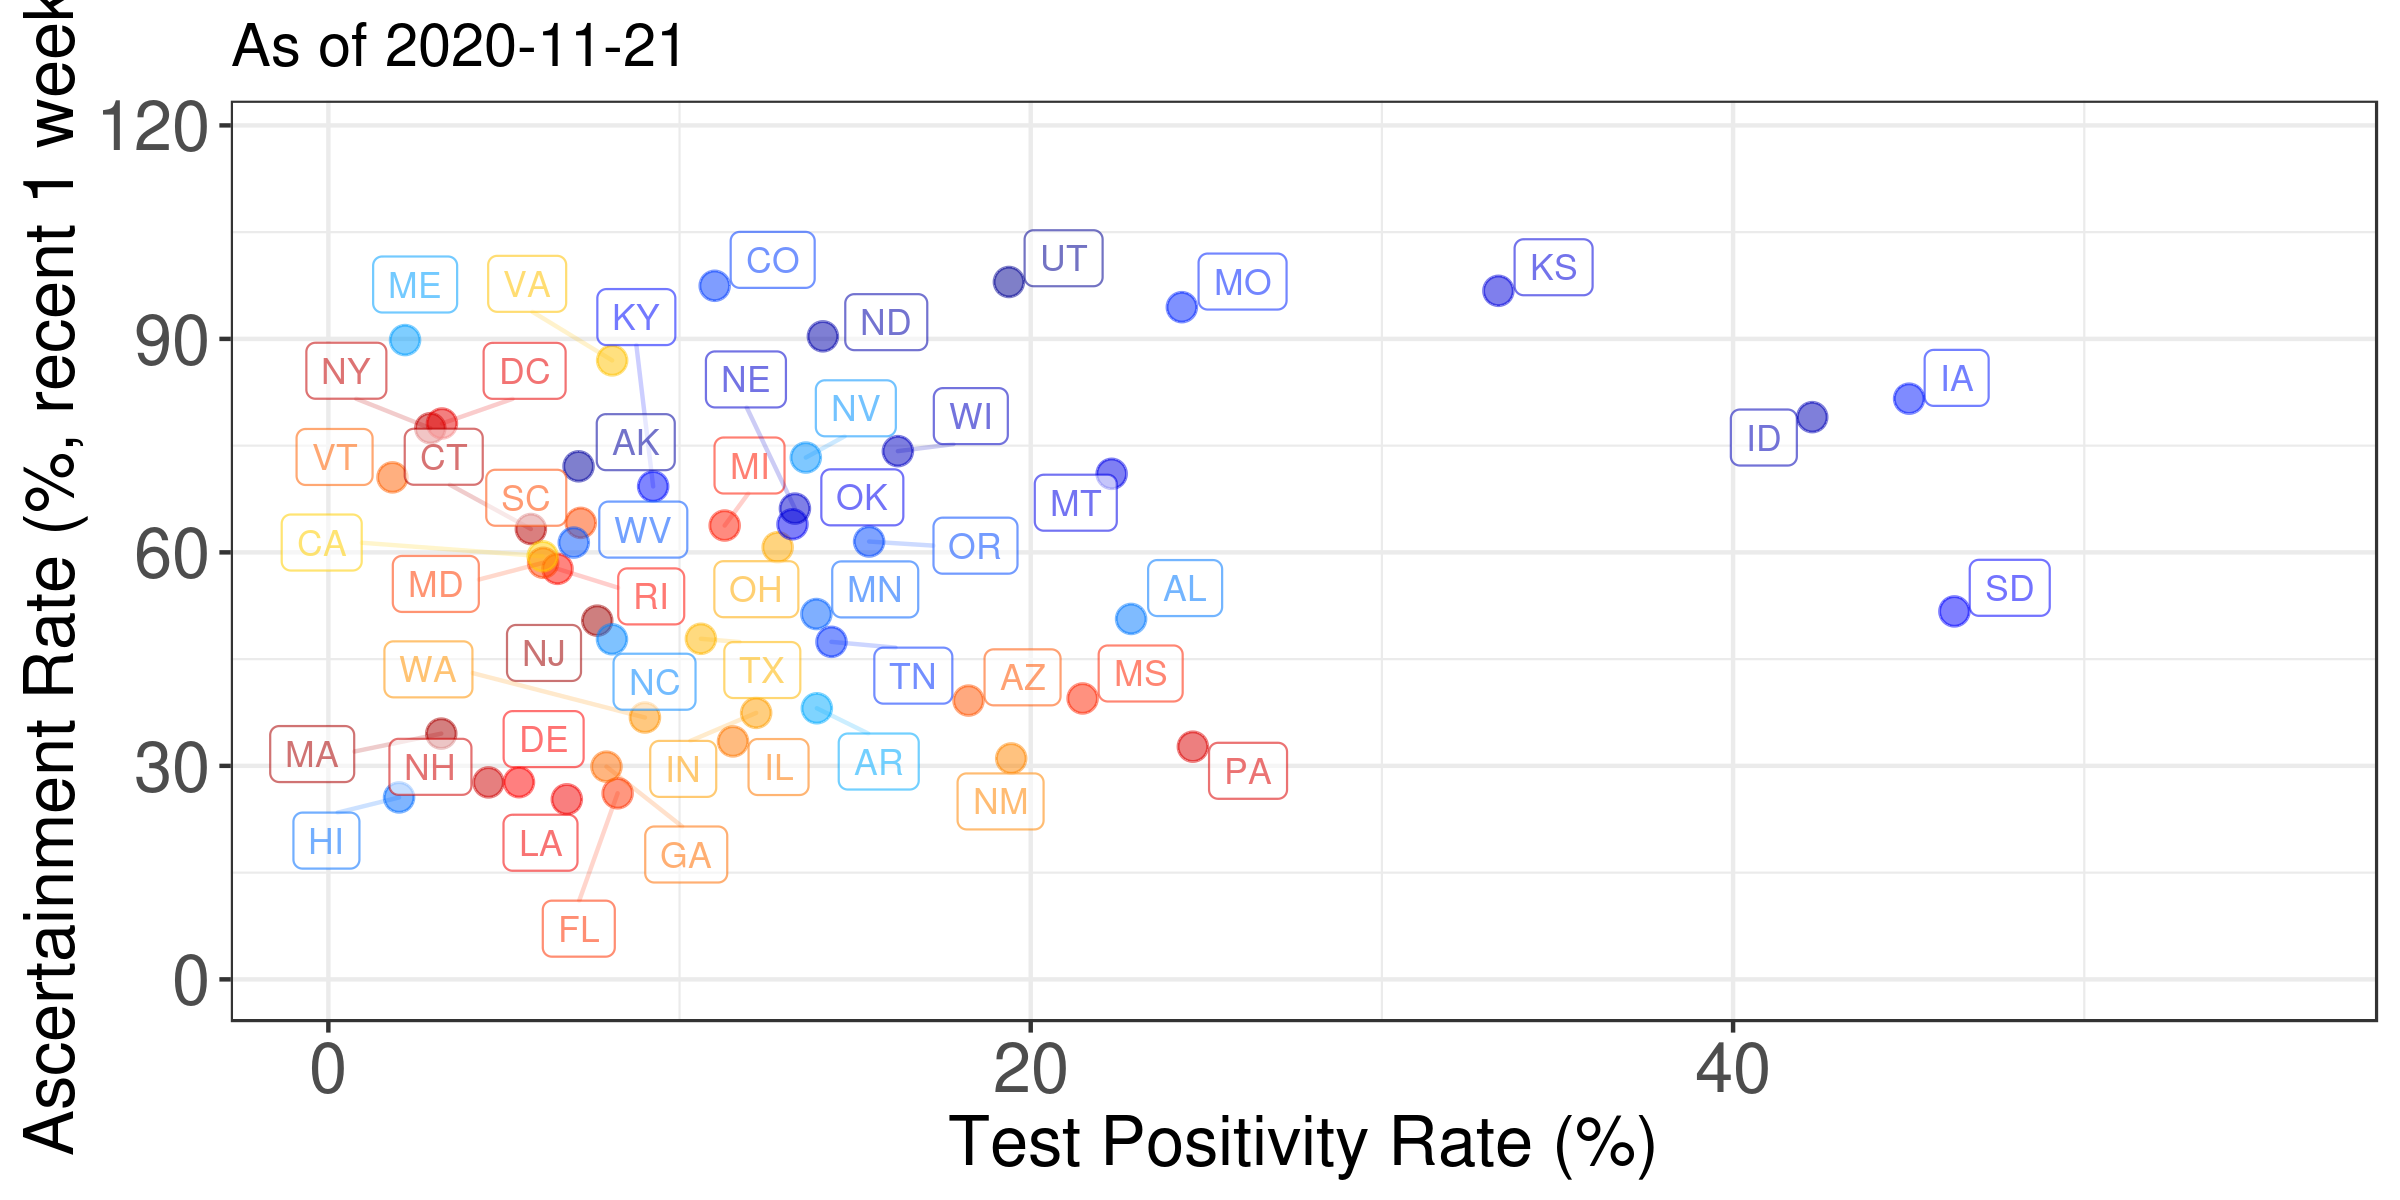 As of 2020-11-21
Ascertainment Rate (%, recent 1 week
120
90
60
30
0
CO
UT
KS
MO
ME
VA
KY
ND
NY
DC
NE
IA
NV
WI
ID
AK
VT
CT
MI
SC
OK
MT
WV
CA
OR
MD
RI
OH
MN
AL
SD
NJ
WA
NC
TX
TN
AZ
MS
MA
DE
NH
IN
IL
AR
PA
NM
HI
LA
GA
FL
0
20
40
Test Positivity Rate (%)